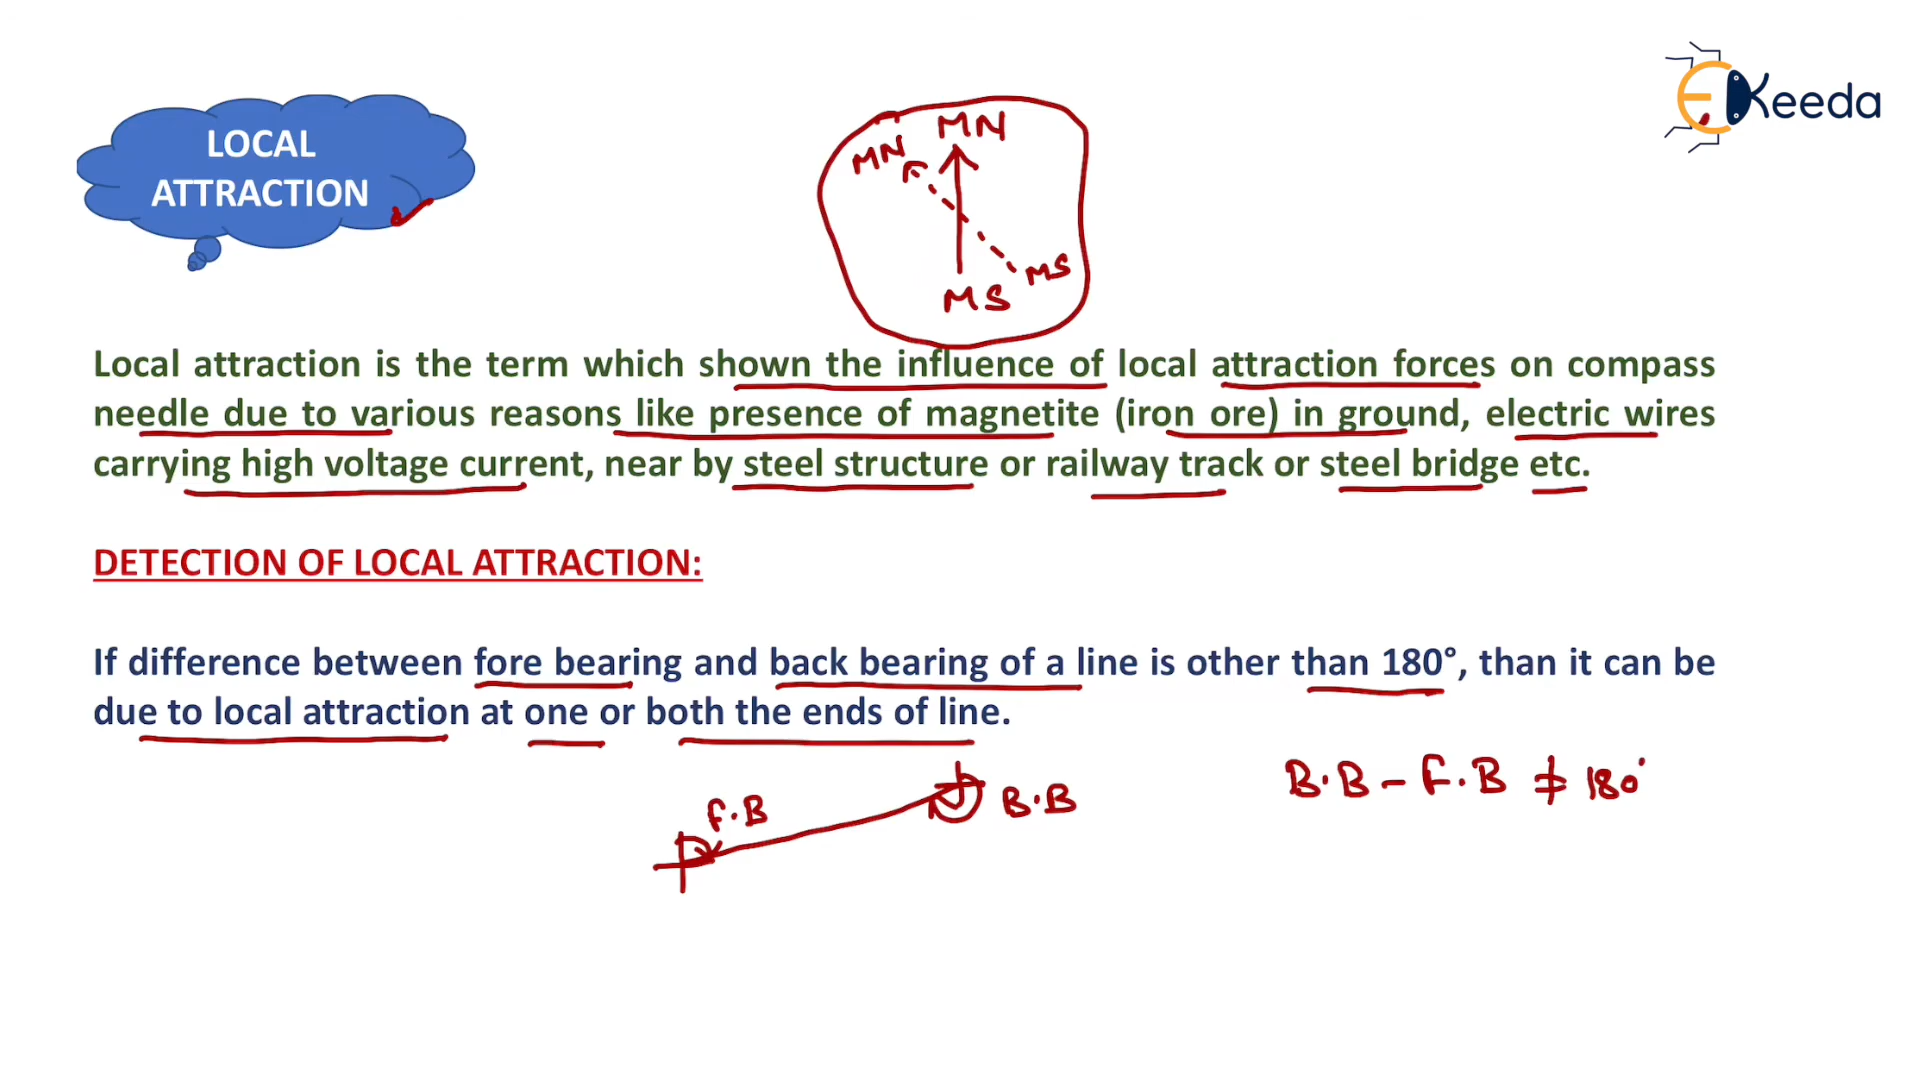 LOCAL
ATTRACTION
EKeeda
MN
MN
MS
MS
Local attraction is the term which shown the influence of local attraction forces on compass
needle due to various reasons like presence of magnetite (iron ore) in ground, electric wires
carrying high voltage current, near by steel structure or railway track or steel bridge etc.
DETECTION OF LOCAL ATTRACTION:
If difference between fore bearing and back bearing of a line is other than 180°, than it can be
due to local attraction at one or both the ends of line.
F.B
B.B
B.B - F.B ≠ 180°